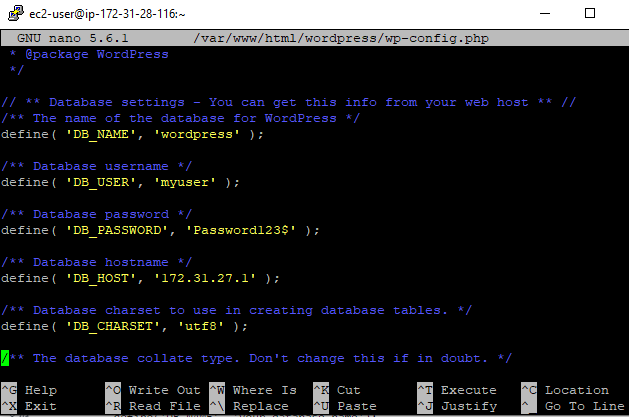 ec2-user@ip-172-31-28-116:~
GNU nano 5.6.1 /var/www/html/wordpress/wp-config.php
* @package WordPress
*/
// ** Database settings - You can get this info from your web host ** //
/** The name of the database for WordPress */
define( 'DB_NAME', 'wordpress' );
/** Database username */
define( 'DB_USER', 'myuser' );
/** Database password */
define( 'DB_PASSWORD', 'Password123$' );
/** Database hostname */
define( 'DB_HOST', '172.31.27.1' );
/** Database charset to use in creating database tables. */
define( 'DB_CHARSET', 'utf8' );
/** The database collate type. Don't change this if in doubt. */
^G Help ^O Write Out ^W Where Is ^K Cut ^T Execute ^C Location
^X Exit ^R Read File ^\ Replace ^U Paste ^J Justify ^_ Go To Line